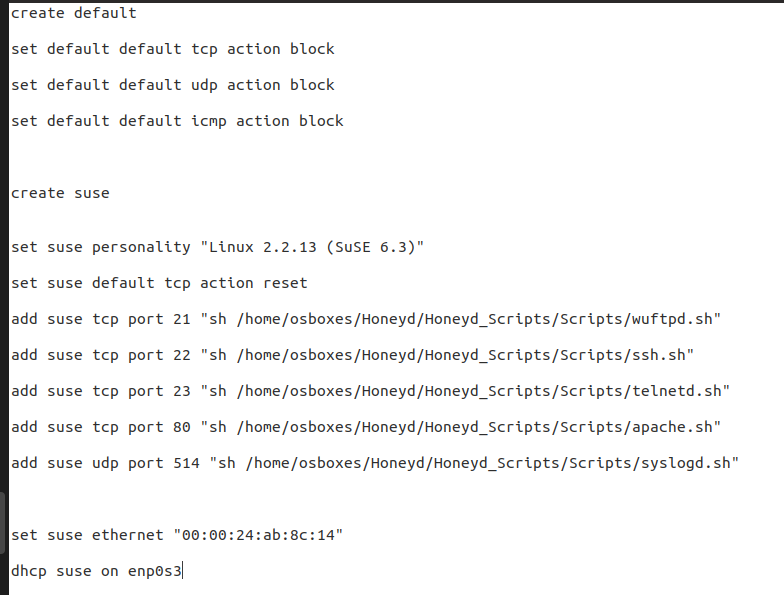 create default
set default default tcp action block
set default default udp action block
set default default icmp action block
create suse
set suse personality "Linux 2.2.13 (SuSE 6.3)"
set suse default tcp action reset
add suse tcp port 21 "sh /home/osboxes/Honeyd/Honeyd_Scripts/Scripts/wuftpd.sh"
add suse tcp port 22 "sh /home/osboxes/Honeyd/Honeyd_Scripts/Scripts/ssh.sh"
add suse tcp port 23 "sh /home/osboxes/Honeyd/Honeyd_Scripts/Scripts/telnetd.sh"
add suse tcp port 80 "sh /home/osboxes/Honeyd/Honeyd_Scripts/Scripts/apache.sh"
add suse udp port 514 "sh /home/osboxes/Honeyd/Honeyd_Scripts/Scripts/syslogd.sh"
set suse ethernet "00:00:24:ab:8c:14"
dhcp suse on enp0s3